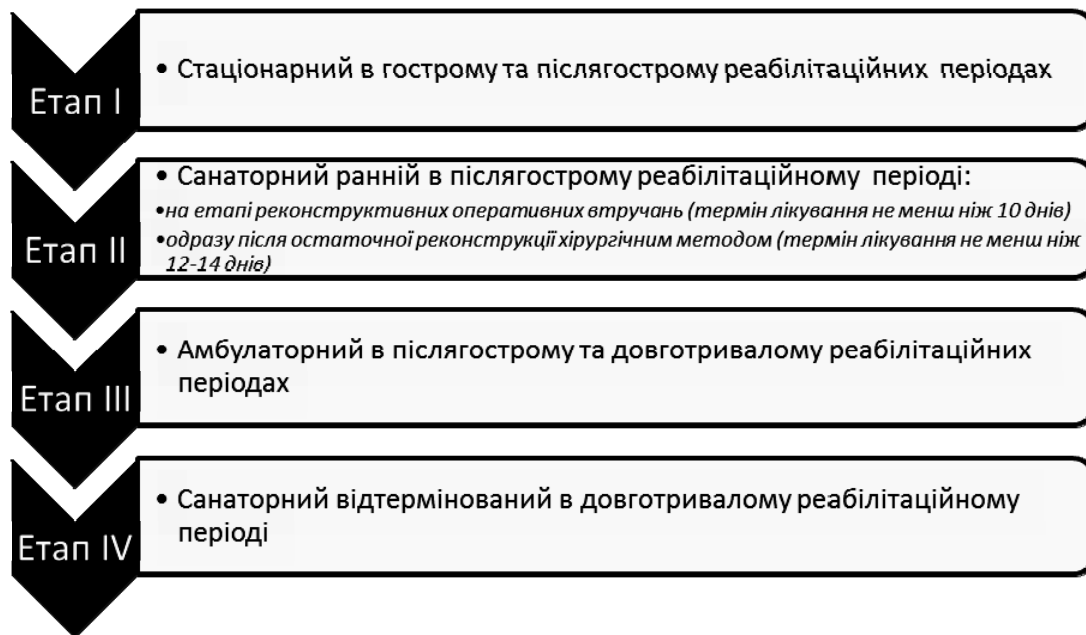 Етап I
• Стаціонарний в гострому та післягострому реабілітаційних періодах
Етап II
• Санаторний ранній в післягострому реабілітаційному періоді:
•на етапі реконструктивних оперативних втручань (термін лікування не менш ніж 10 днів)
•одразу після остаточної реконструкції хірургічним методом (термін лікування не менш ніж
12-14 днів)
Етап III
• Амбулаторний в післягострому та довготривалому реабілітаційних
періодах
Етап IV
• Санаторний відтермінований в довготривалому реабілітаційному
періоді